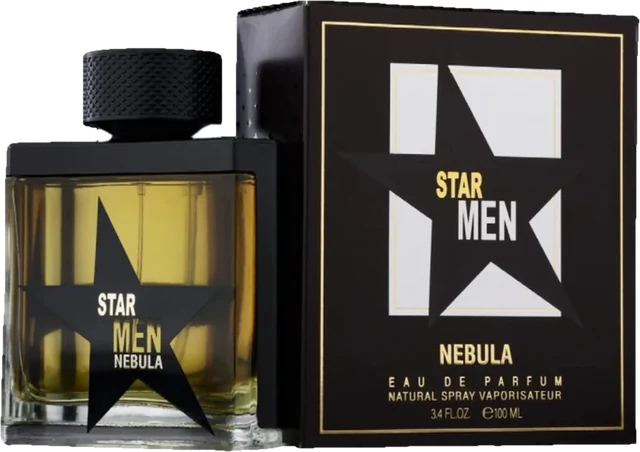 STAR
MEN
NEBULA
STAR
MEN
NEBULA
EAU DE PARFUM
NATURAL SPRAY VAPORISATEUR
3.4 FL.OZ ℮100 ML